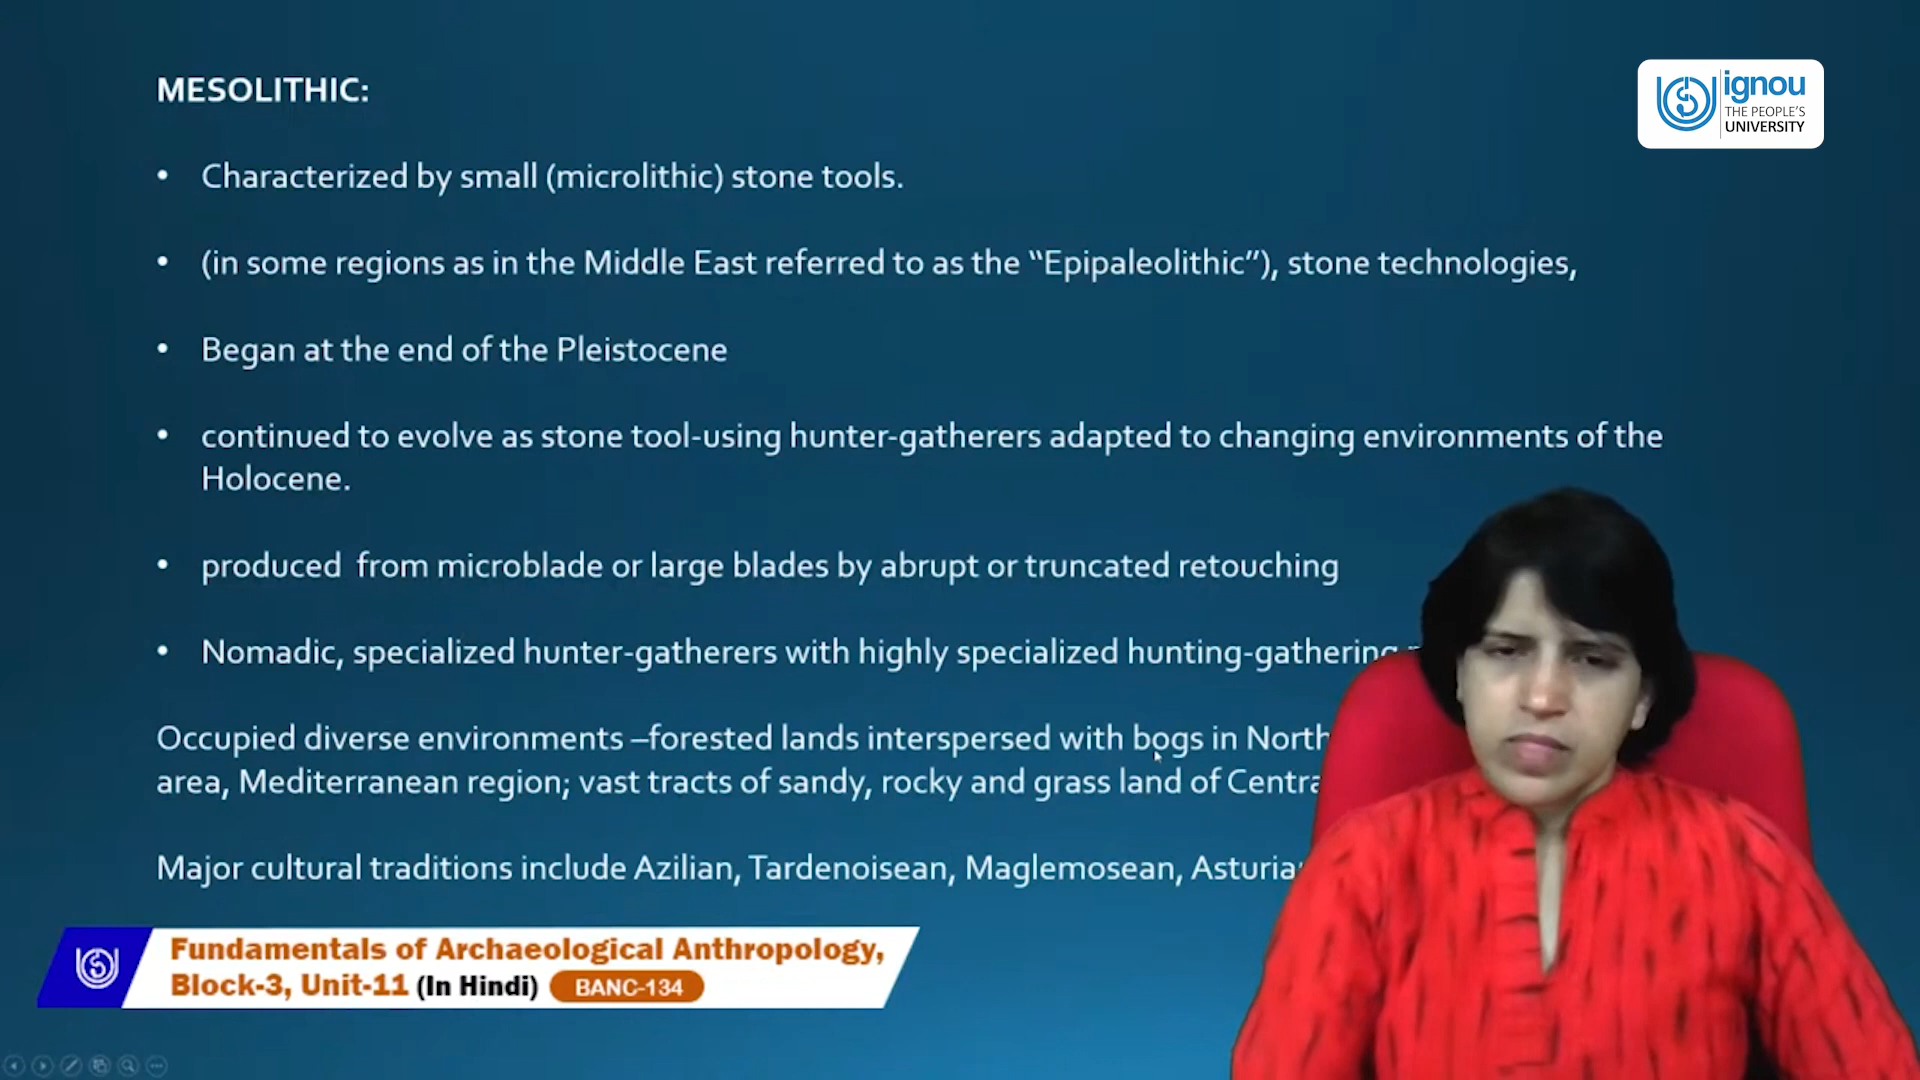 MESOLITHIC:
ignou
THE PEOPLE'S
UNIVERSITY
• Characterized by small (microlithic) stone tools.
• (in some regions as in the Middle East referred to as the “Epipaleolithic”), stone technologies,
• Began at the end of the Pleistocene
• continued to evolve as stone tool-using hunter-gatherers adapted to changing environments of the
Holocene.
• produced from microblade or large blades by abrupt or truncated retouching
• Nomadic, specialized hunter-gatherers with highly specialized hunting-gathering
Occupied diverse environments –forested lands interspersed with bogs in North
area, Mediterranean region; vast tracts of sandy, rocky and grass land of
Major cultural traditions include Azilian, Tardenoisean, Maglemosean,
Fundamentals of Archaeological Anthropology,
Block-3, Unit-11 (In Hindi) BANC-134